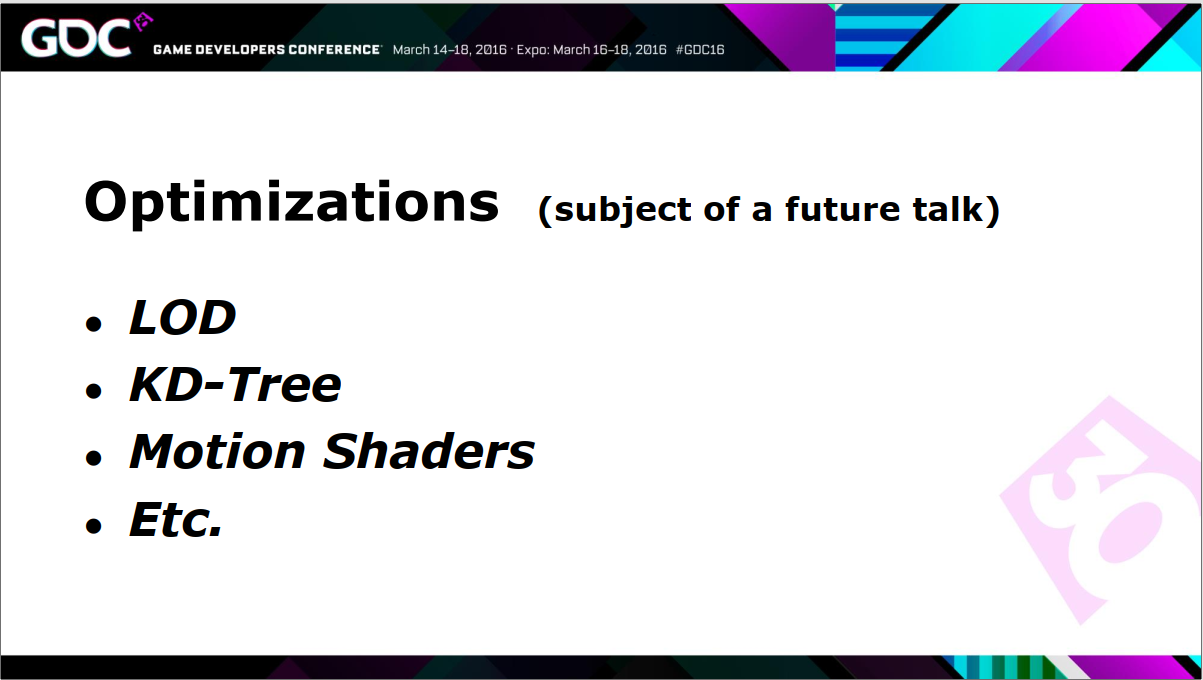 GDC
GAME DEVELOPERS CONFERENCE March 14–18, 2016 · Expo: March 16–18, 2016 #GDC16
Optimizations (subject of a future talk)
• LOD
• KD-Tree
• Motion Shaders
• Etc.
30